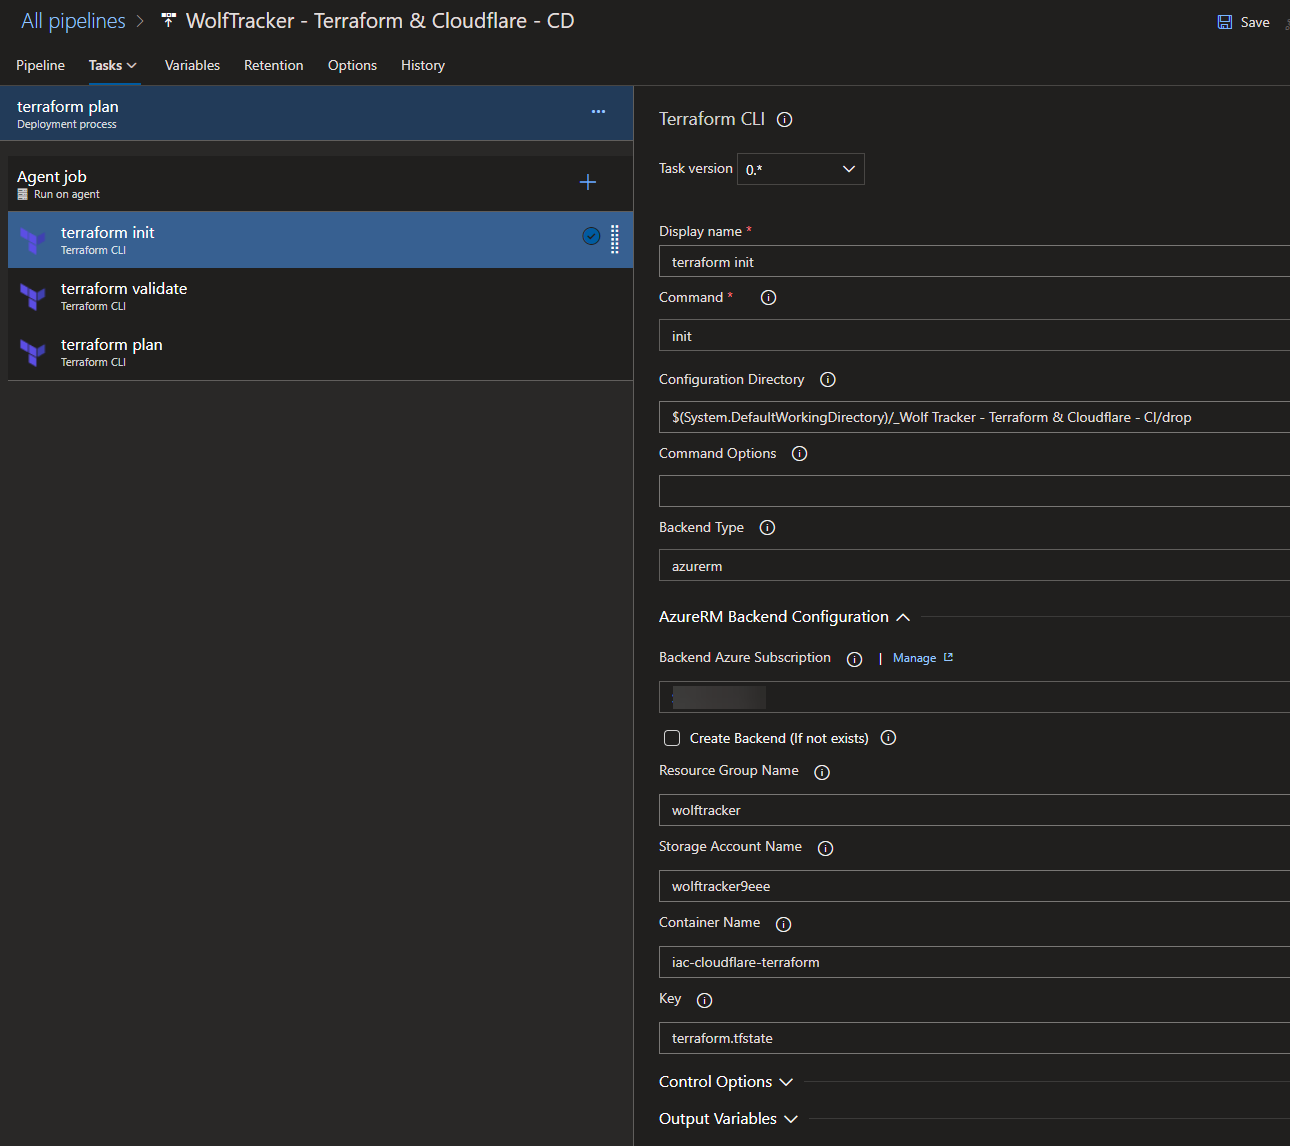 All pipelines > WolfTracker - Terraform & Cloudflare - CD
Save
Pipeline Tasks Variables Retention Options History
terraform plan
Deployment process
Agent job
Run on agent
terraform init
Terraform CLI
terraform validate
Terraform CLI
terraform plan
Terraform CLI
Terraform CLI
Task version 0.*
Display name *
terraform init
Command *
init
Configuration Directory
$(System.DefaultWorkingDirectory)/_Wolf Tracker - Terraform & Cloudflare - CI/drop
Command Options
Backend Type
azurerm
AzureRM Backend Configuration
Backend Azure Subscription | Manage
Create Backend (If not exists)
Resource Group Name
wolftracker
Storage Account Name
wolftracker9eee
Container Name
iac-cloudflare-terraform
Key
terraform.tfstate
Control Options
Output Variables